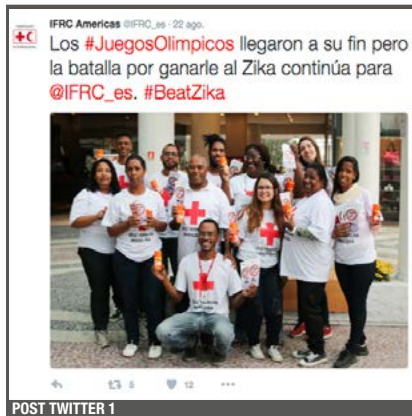 IFRC Americas @IFRC_es · 22 ago.
Los #JuegosOlimpicos llegaron a su fin pero
la batalla por ganarle al Zika continúa para
@IFRC_es. #BeatZika
5 12
POST TWITTER 1